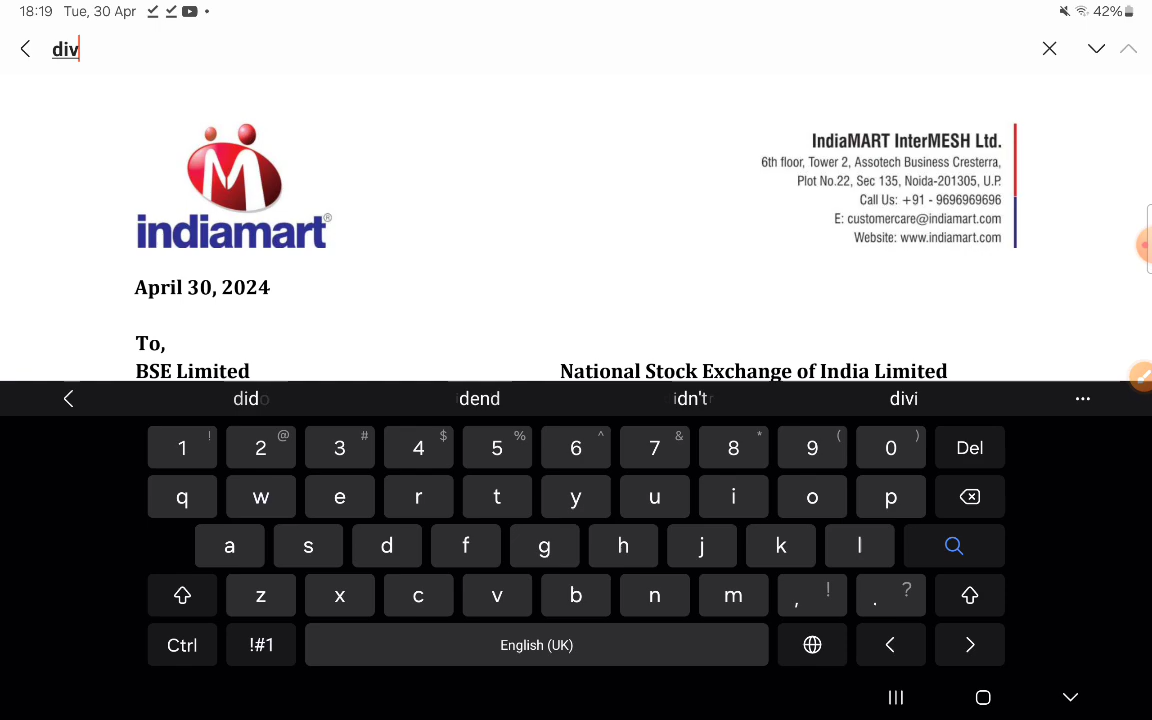 18:19 Tue, 30 Apr 42%
div
indiamart®
IndiaMART InterMESH Ltd.
6th floor, Tower 2, Assotech Business Cresterra,
Plot No.22, Sec 135, Noida-201305, U.P.
Call Us: +91 - 9696969696
E: customercare@indiamart.com
Website: www.indiamart.com
April 30, 2024
To,
BSE Limited National Stock Exchange of India Limited
did dend idn't divi ...
1 ! 2 @ 3 # 4 $ 5 % 6 ^ 7 & 8 * 9 ( 0 ) Del
q w e r t y u i o p
a s d f g h j k l
z x c v b n m , ! . ?
Ctrl !#1 English (UK) < >